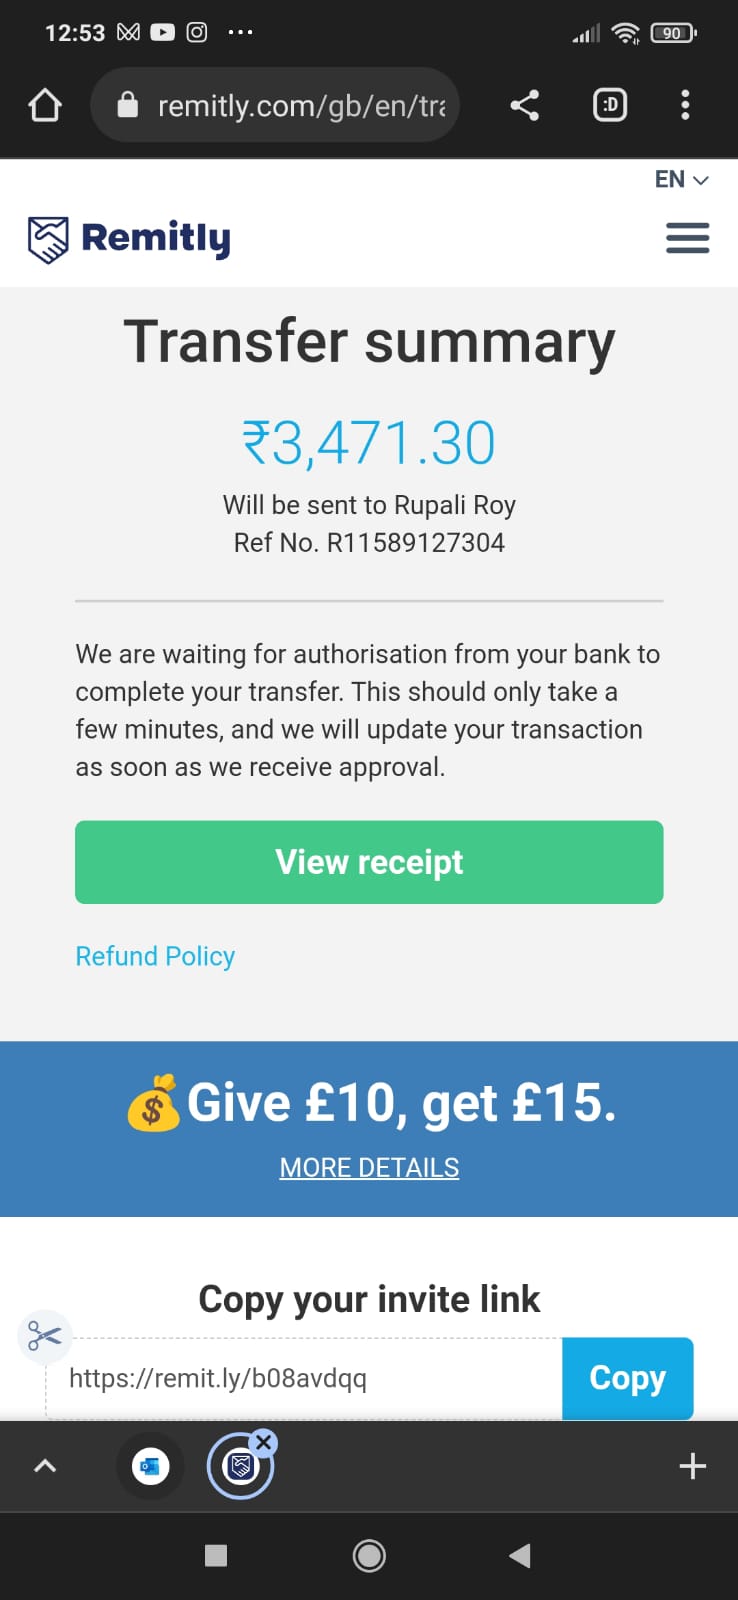 12:53
90
remitly.com/gb/en/tra
:D
EN
Remitly
Transfer summary
₹3,471.30
Will be sent to Rupali Roy
Ref No. R11589127304
We are waiting for authorisation from your bank to
complete your transfer. This should only take a
few minutes, and we will update your transaction
as soon as we receive approval.
View receipt
Refund Policy
Give £10, get £15.
MORE DETAILS
Copy your invite link
https://remit.ly/b08avdqq
Copy